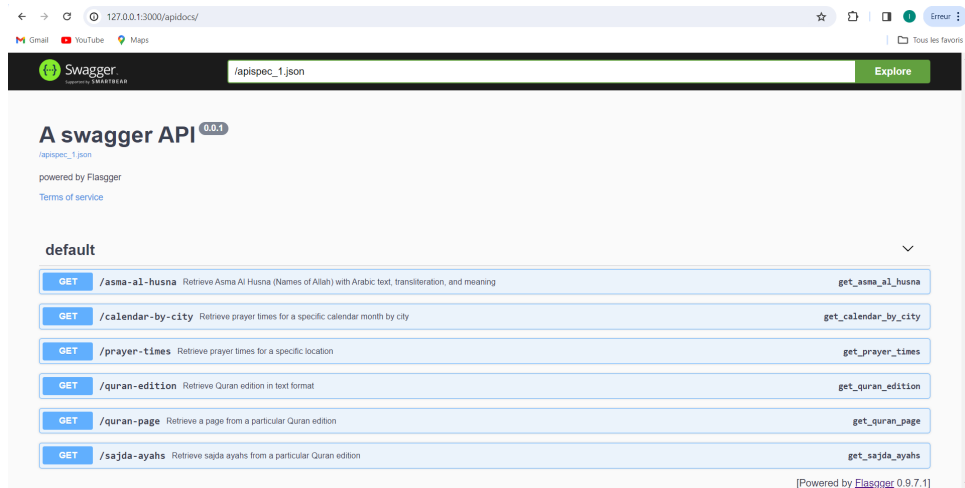 127.0.0.1:3000/apidocs/
Erreur
Gmail YouTube Maps
Tous les favoris
Swagger.
Supported by SMARTBEAR
/apispec_1.json
Explore
A swagger API 0.0.1
/apispec_1.json
powered by Flasgger
Terms of service
default
GET /asma-al-husna Retrieve Asma Al Husna (Names of Allah) with Arabic text, transliteration, and meaning get_asma_al_husna
GET /calendar-by-city Retrieve prayer times for a specific calendar month by city get_calendar_by_city
GET /prayer-times Retrieve prayer times for a specific location get_prayer_times
GET /quran-edition Retrieve Quran edition in text format get_quran_edition
GET /quran-page Retrieve a page from a particular Quran edition get_quran_page
GET /sajda-ayahs Retrieve sajda ayahs from a particular Quran edition get_sajda_ayahs
[Powered by Flasgger 0.9.7.1]